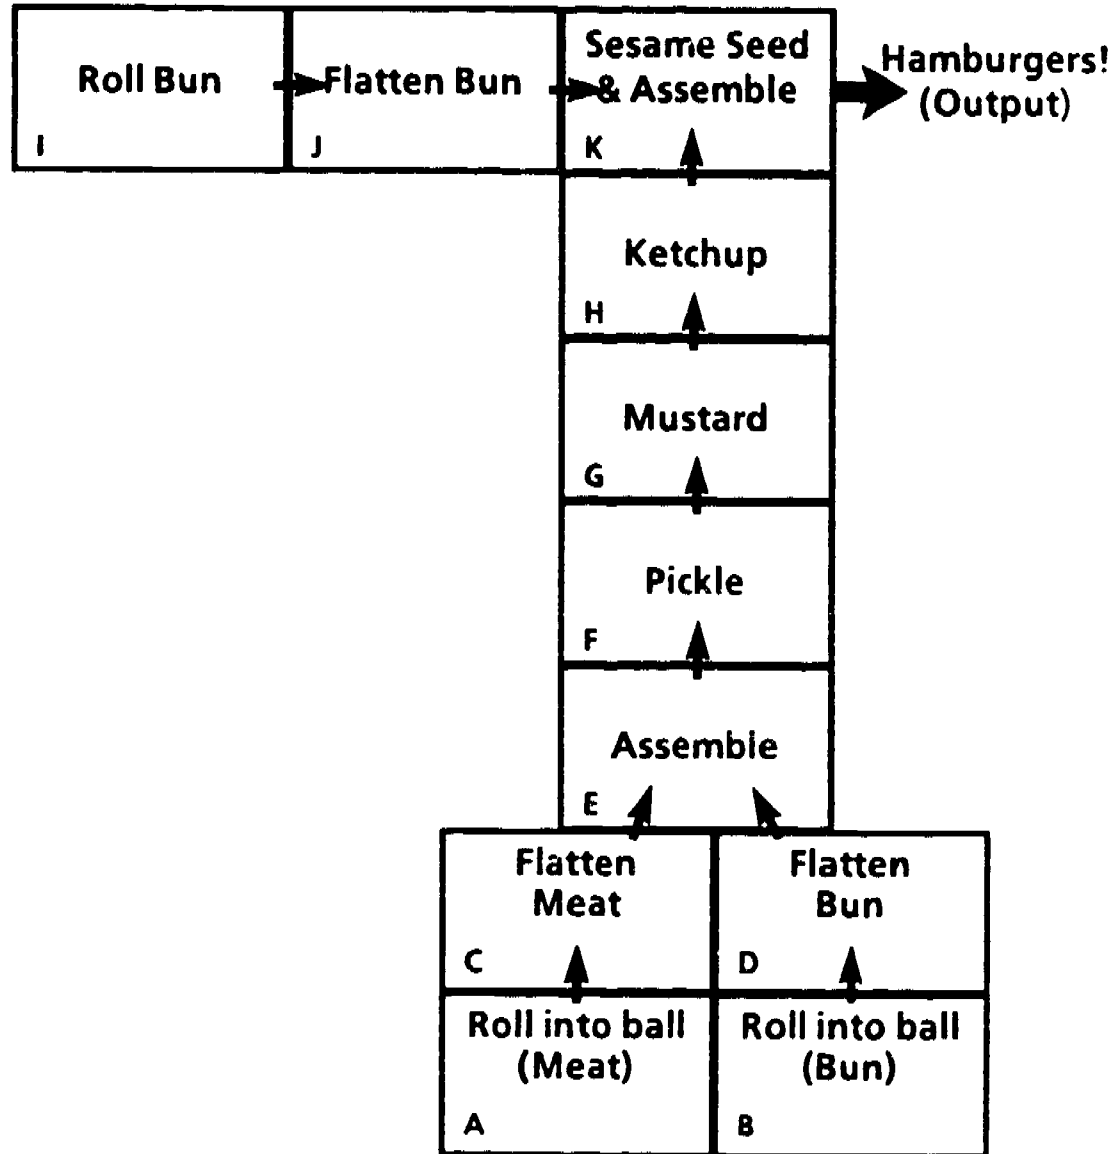 Roll Bun
I
Flatten Bun
J
Sesame Seed
& Assemble
K
Hamburgers!
(Output)
Ketchup
H
Mustard
G
Pickle
F
Assemble
E
Flatten
Meat
C
Flatten
Bun
D
Roll into ball
(Meat)
A
Roll into ball
(Bun)
B